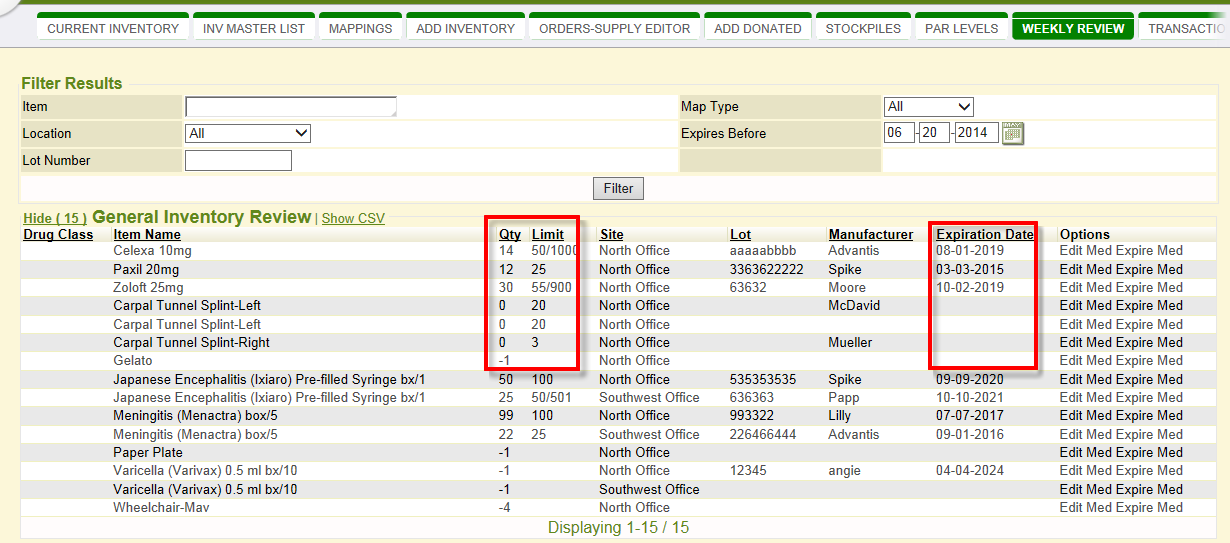 CURRENT INVENTORY INV MASTER LIST MAPPINGS ADD INVENTORY ORDERS-SUPPLY EDITOR ADD DONATED STOCKPILES PAR LEVELS WEEKLY REVIEW TRANSACTIO
Filter Results
Item Map Type All
Location All Expires Before 06 - 20 - 2014
Lot Number
Filter
Hide ( 15 ) General Inventory Review | Show CSV
Drug Class Item Name Qty Limit Site Lot Manufacturer Expiration Date Options
Celexa 10mg 14 50/1000 North Office aaaaabbbb Advantis 08-01-2019 Edit Med Expire Med
Paxil 20mg 12 25 North Office 3363622222 Spike 03-03-2015 Edit Med Expire Med
Zoloft 25mg 30 55/900 North Office 63632 Moore 10-02-2019 Edit Med Expire Med
Carpal Tunnel Splint-Left 0 20 North Office McDavid Edit Med Expire Med
Carpal Tunnel Splint-Left 0 20 North Office Edit Med Expire Med
Carpal Tunnel Splint-Right 0 3 North Office Mueller Edit Med Expire Med
Gelato -1 North Office Edit Med Expire Med
Japanese Encephalitis (Ixiaro) Pre-filled Syringe bx/1 50 100 North Office 535353535 Spike 09-09-2020 Edit Med Expire Med
Japanese Encephalitis (Ixiaro) Pre-filled Syringe bx/1 25 50/501 Southwest Office 636363 Papp 10-10-2021 Edit Med Expire Med
Meningitis (Menactra) box/5 99 100 North Office 993322 Lilly 07-07-2017 Edit Med Expire Med
Meningitis (Menactra) box/5 22 25 Southwest Office 226466444 Advantis 09-01-2016 Edit Med Expire Med
Paper Plate -1 North Office Edit Med Expire Med
Varicella (Varivax) 0.5 ml bx/10 -1 North Office 12345 angie 04-04-2024 Edit Med Expire Med
Varicella (Varivax) 0.5 ml bx/10 -1 Southwest Office Edit Med Expire Med
Wheelchair-Mav -4 North Office Edit Med Expire Med
Displaying 1-15 / 15